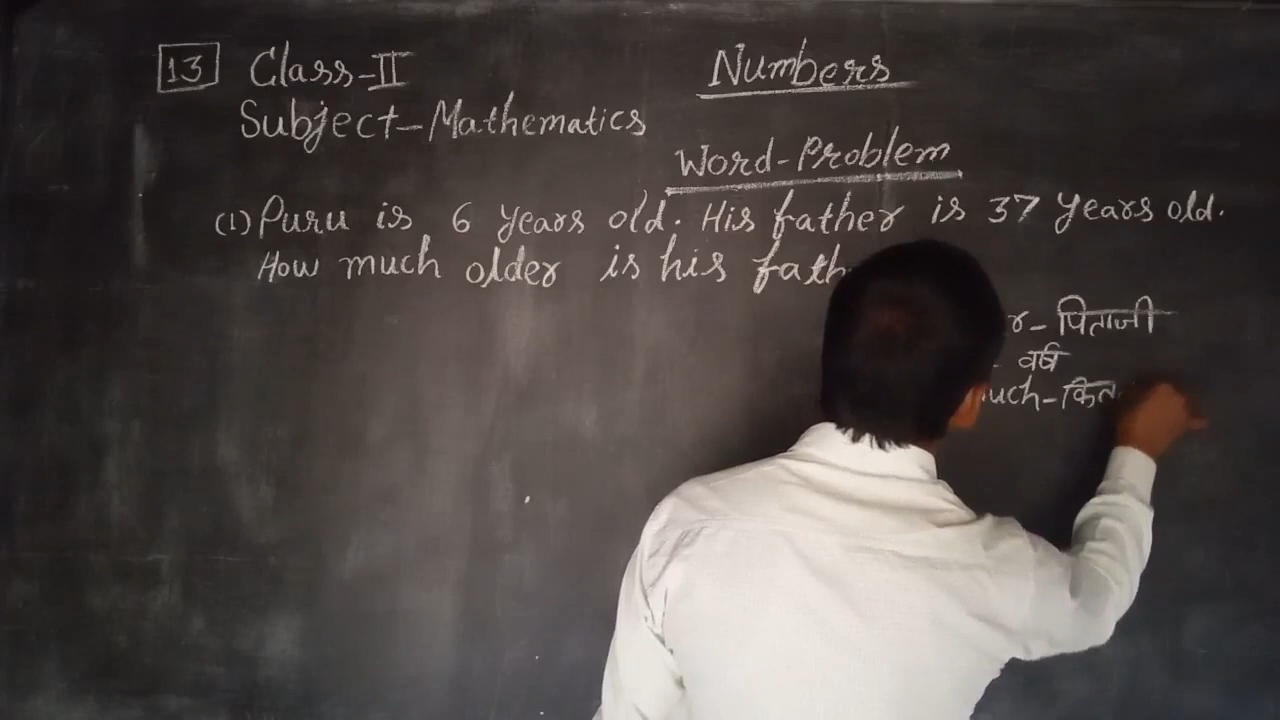 13 Class-II
Numbers
Subject-Mathematics
Word-Problem
(1) Puru is 6 years old. His father is 37 years old.
How much older is his fath
r- पिताजी
- वर्ष
uch- कित